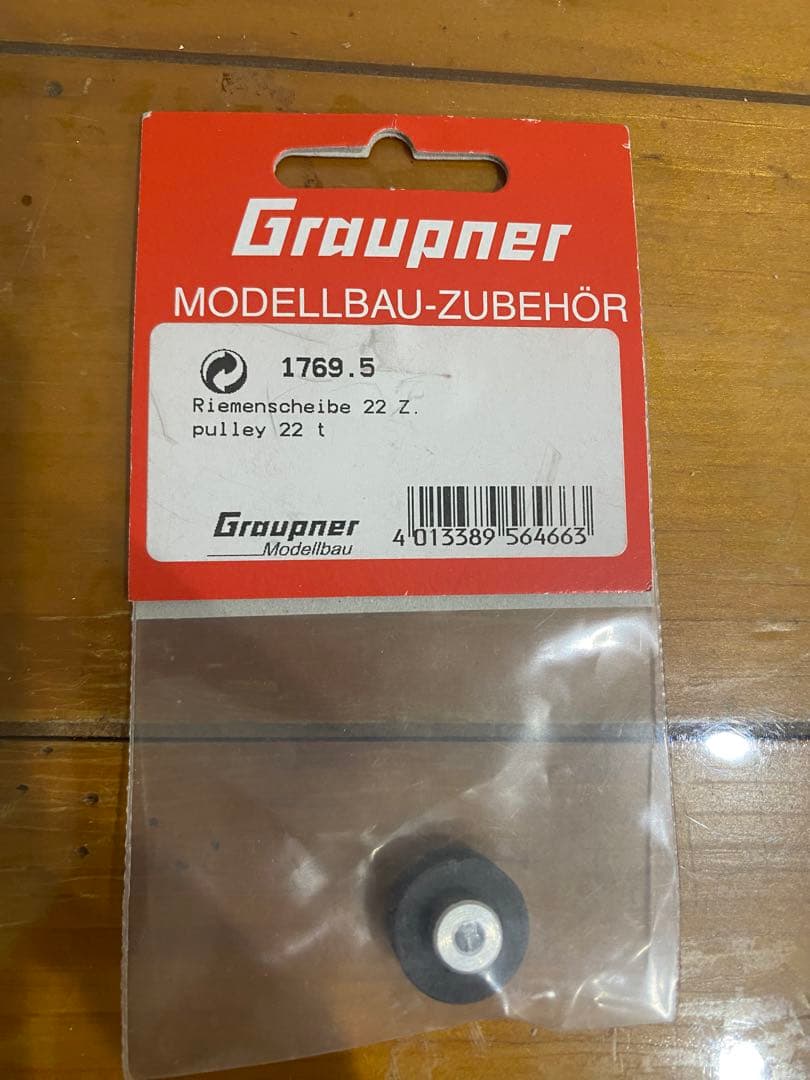 Graupner
MODELLBAU-ZUBEHÖR
1769.5
Riemenscheibe 22 Z.
pulley 22 t
Graupner
Modellbau
4 013389 564663